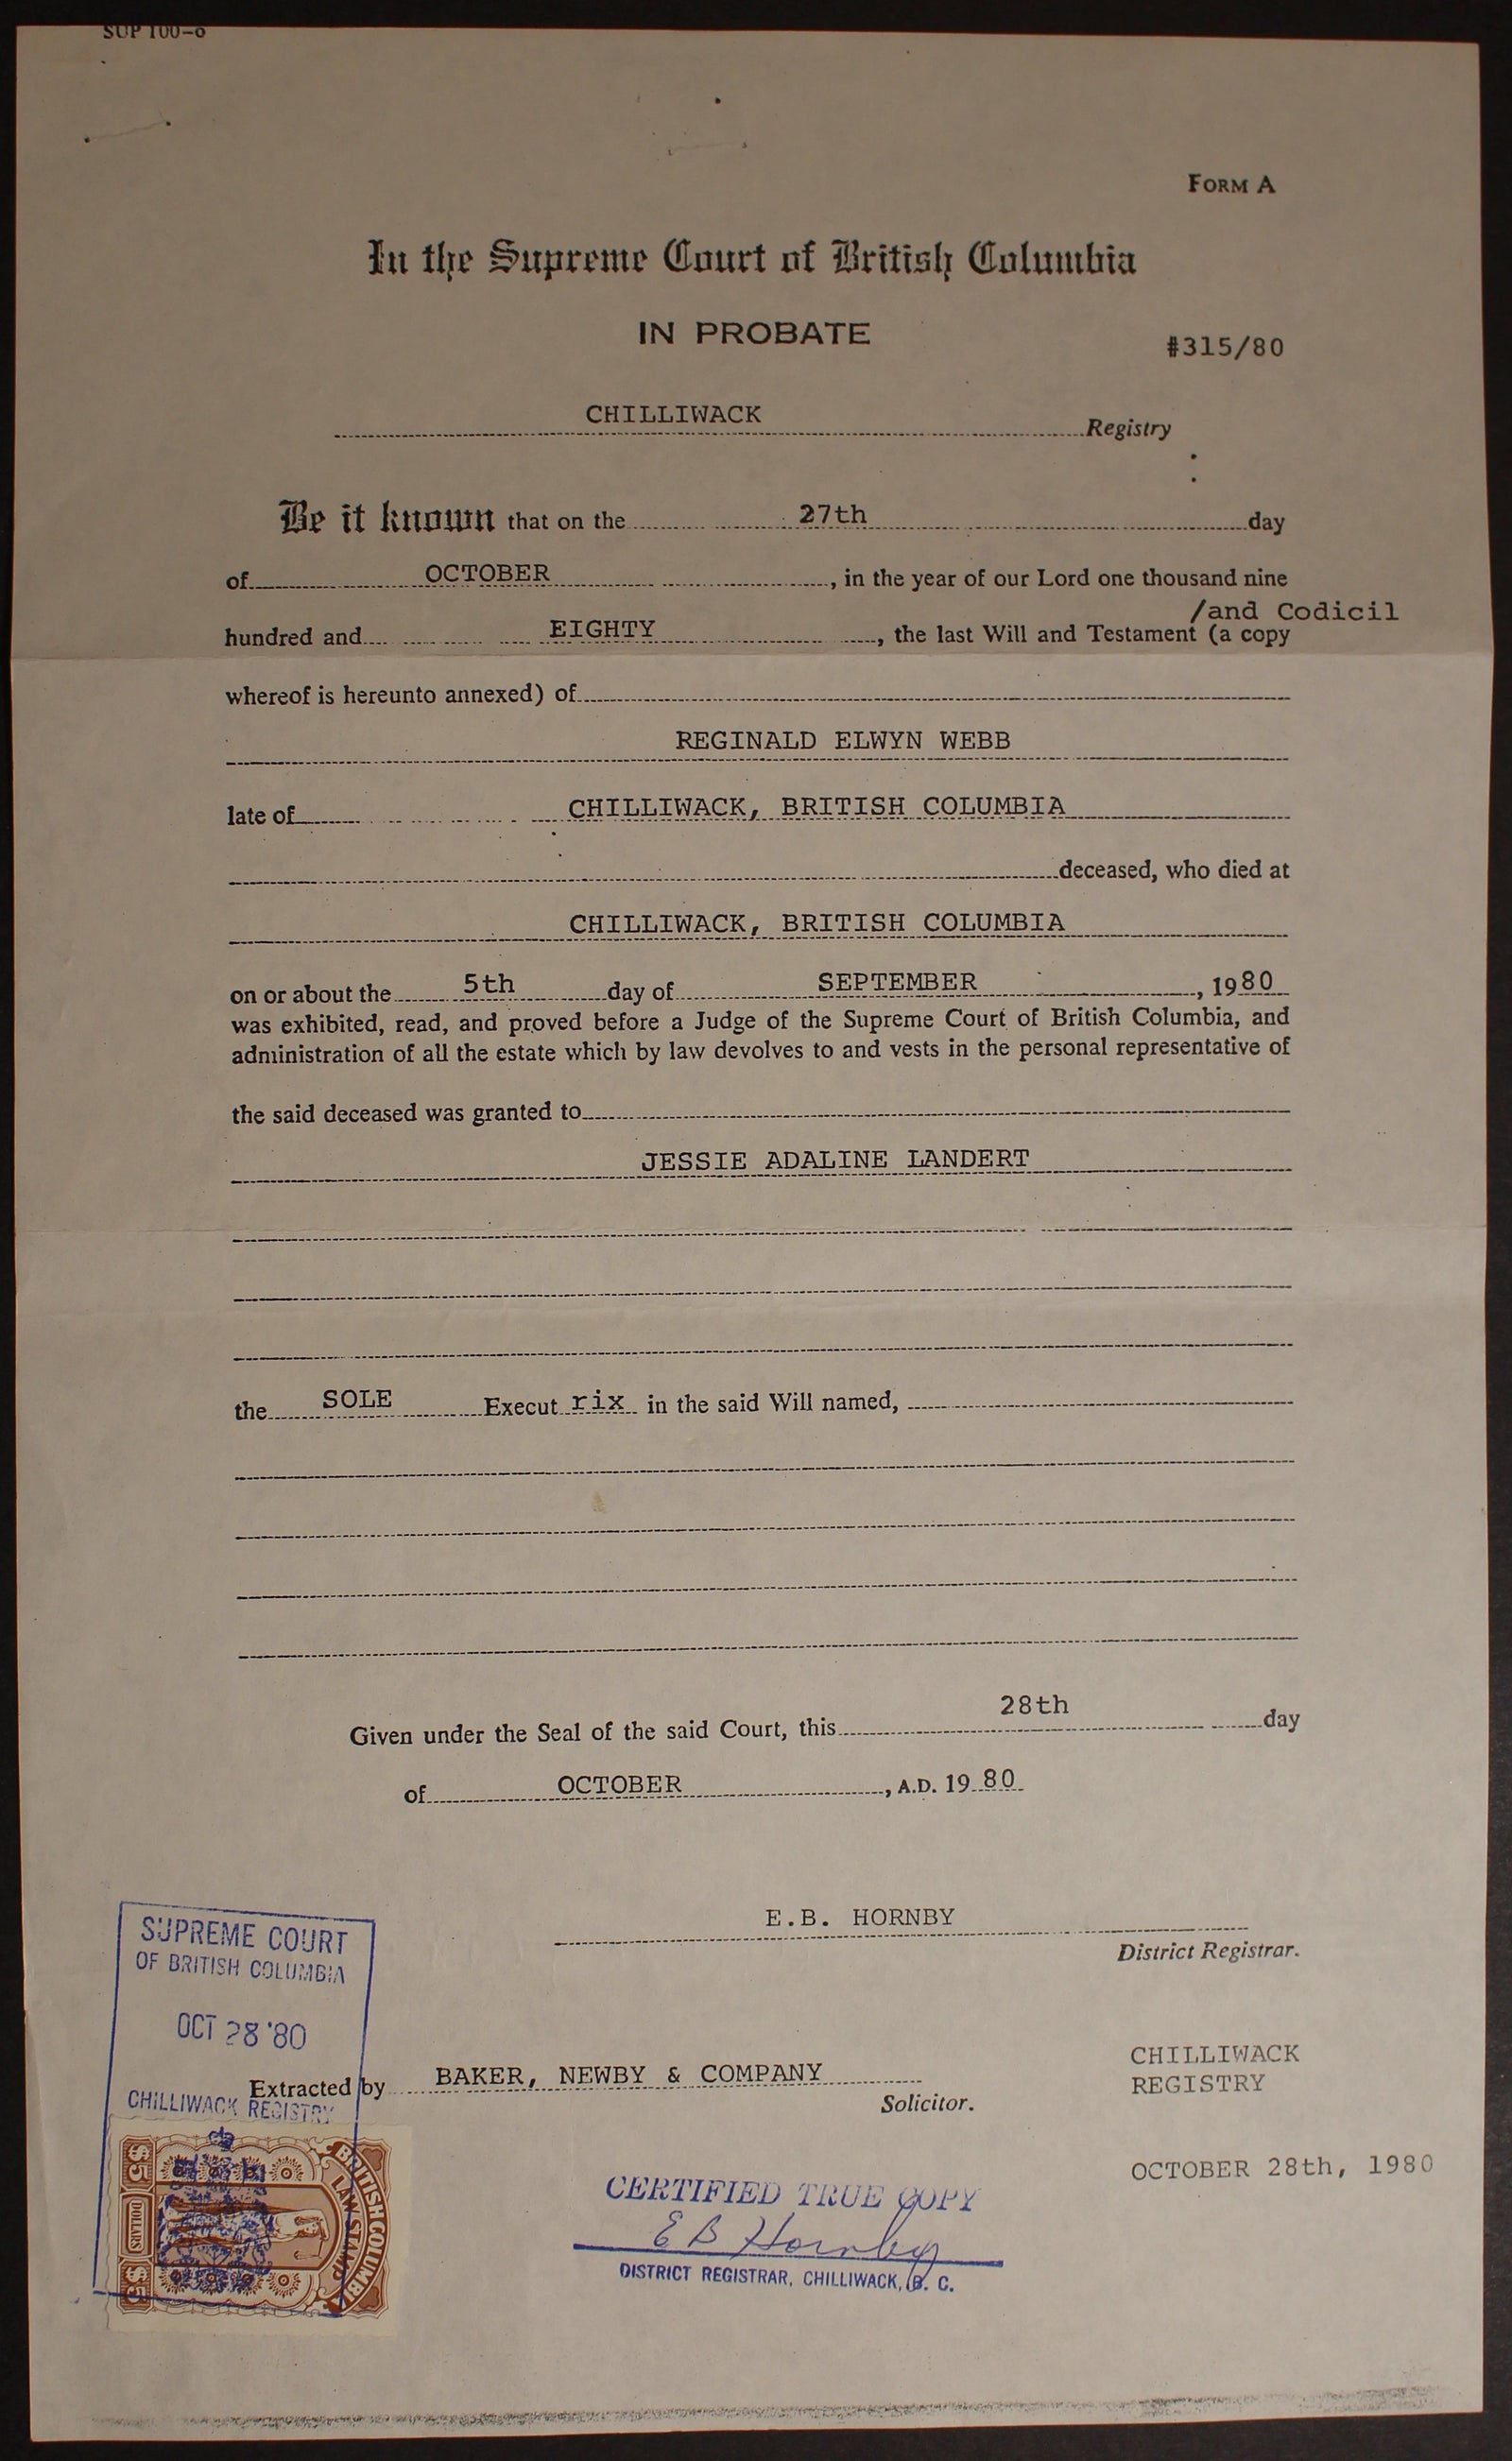 SUP 100-6
FORM A
In the Supreme Court of British Columbia
IN PROBATE
#315/80
CHILLIWACK Registry
Be it known that on the 27th day
of OCTOBER, in the year of our Lord one thousand nine
/and Codicil
hundred and EIGHTY, the last Will and Testament (a copy
whereof is hereunto annexed) of
REGINALD ELWYN WEBB
late of CHILLIWACK, BRITISH COLUMBIA
deceased, who died at
CHILLIWACK, BRITISH COLUMBIA
on or about the 5th day of SEPTEMBER, 1980
was exhibited, read, and proved before a Judge of the Supreme Court of British Columbia, and
administration of all the estate which by law devolves to and vests in the personal representative of
the said deceased was granted to
JESSIE ADALINE LANDERT
the SOLE Execut rix in the said Will named,
Given under the Seal of the said Court, this 28th day
of OCTOBER, A.D. 19 80
E.B. HORNBY
District Registrar.
SUPREME COURT
OF BRITISH COLUMBIA
OCT 28 '80
CHILLIWACK REGISTRY
Extracted by BAKER, NEWBY & COMPANY
Solicitor.
CHILLIWACK
REGISTRY
OCTOBER 28th, 1980
BRITISH COLUMBIA
LAW STAMP
$5 DOLLARS $5
CERTIFIED TRUE COPY
E B Hornby
DISTRICT REGISTRAR, CHILLIWACK, B. C.